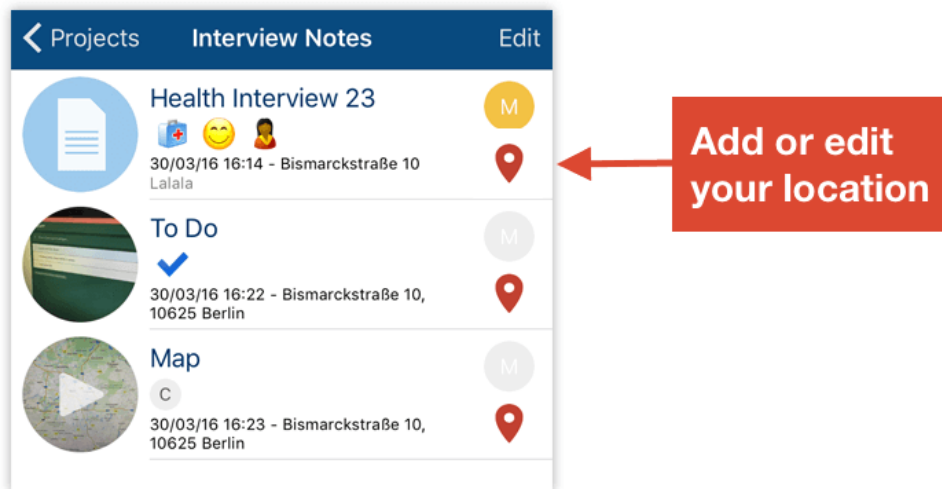 Projects Interview Notes Edit
Health Interview 23
M
30/03/16 16:14 - Bismarckstraße 10
Lalala
Add or edit
your location
To Do
M
30/03/16 16:22 - Bismarckstraße 10,
10625 Berlin
Map
M
C
30/03/16 16:23 - Bismarckstraße 10,
10625 Berlin